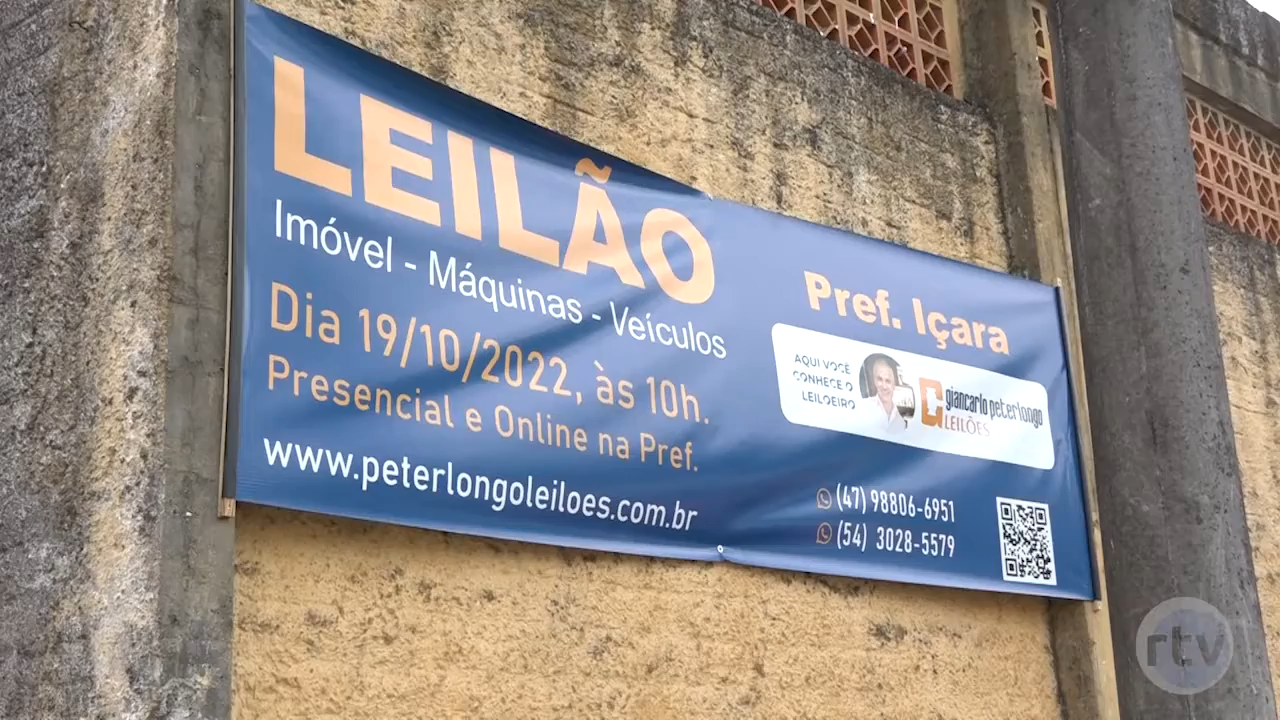 LEILÃO
Imóvel - Máquinas - Veículos
Dia 19/10/2022, às 10h.
Presencial e Online na Pref.
www.peterlongoleiloes.com.br
Pref. Içara
AQUI VOCÊ
CONHECE O
LEILOEIRO
giancarlo peterlongo
LEILÕES
(47) 98806-6951
(54) 3028-5579
rtv